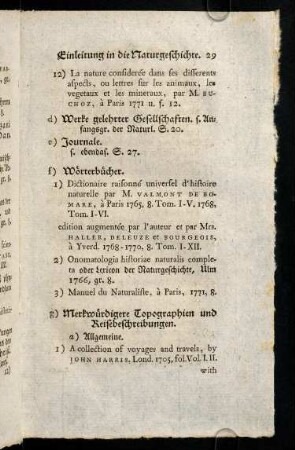 Einleitung in die Naturgeschichte. 29
12) La nature considerée dans ses differents
aspects, ou lettres sur les animaux, les
vegetaux et les mineraux, par M. BU-
CHOZ, à Paris 1771 u. f. 12.
d) Werke gelehrter Gesellschaften. s. An-
fangsgr. der Naturl. S. 20.
e) Journale.
s. ebendas. S. 27.
f) Wörterbücher.
1) Dictionaire raisonné universel d'histoire
naturelle par M. VALMONT DE BO-
MARE, à Paris 1765, 8. Tom. I-V. 1768,
Tom. I-VI.
edition augmentée par l'auteur et par Mrs.
HALLER, DELEUZE et BOURGEOIS,
à Yverd. 1768-1770, 8. Tom. I-XII.
2) Onomatologia historiae naturalis comple-
ta oder Lexicon der Naturgeschichte, Ulm
1766, gr. 8.
3) Manuel du Naturaliste, à Paris, 1771, 8.
g) Merkwürdigere Topographien und
Reisebeschreibungen.
a) Allgemeine.
1) A collection of voyages and travels, by
JOHN HARRIS, Lond. 1705, fol. Vol. I. II.
with